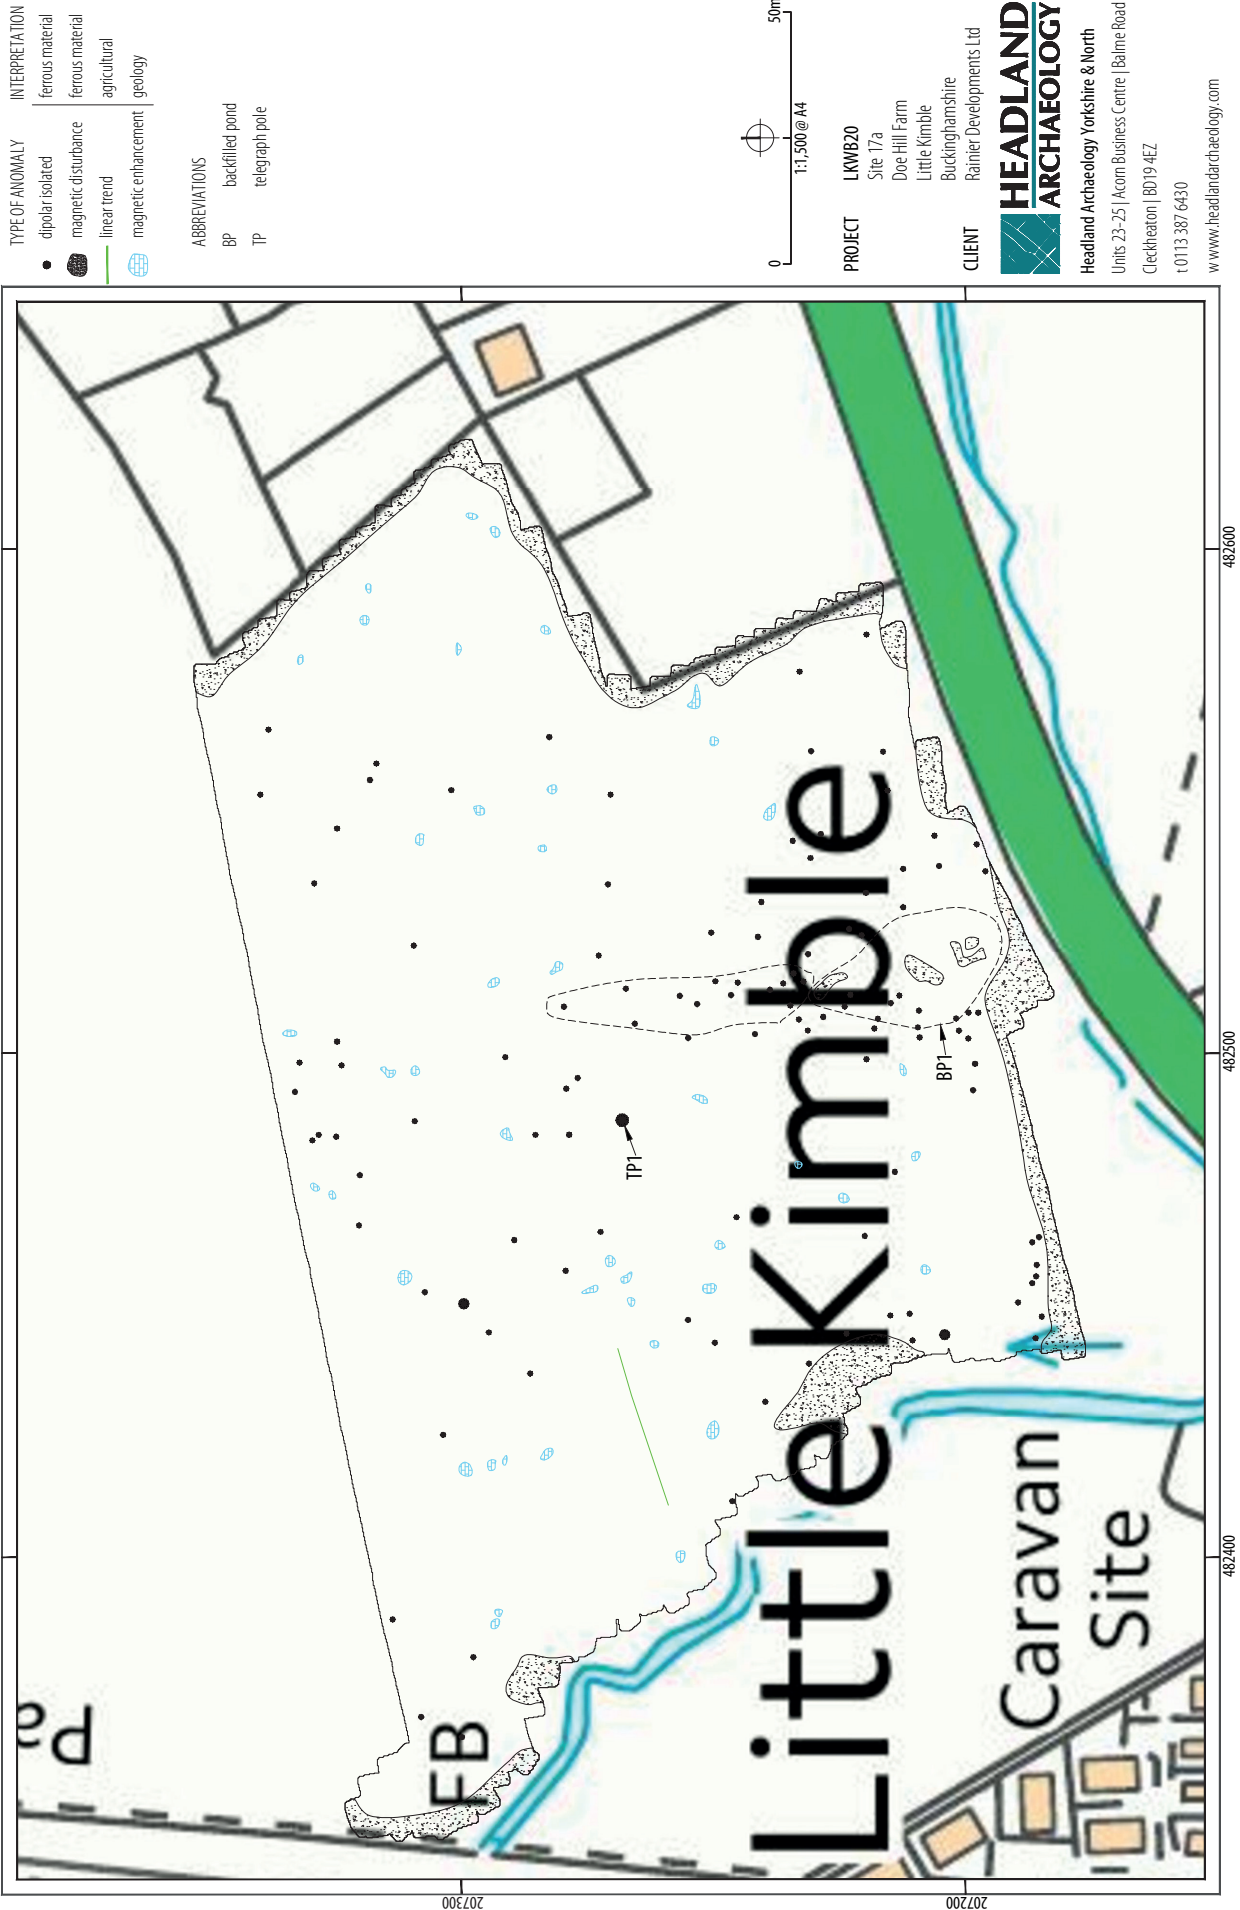 TYPE OF ANOMALY INTERPRETATION
dipolar isolated ferrous material
magnetic disturbance ferrous material
linear trend agricultural
magnetic enhancement geology
ABBREVIATIONS
BP backfilled pond
TP telegraph pole
0 50m
1:1,500 @ A4
PROJECT LKWB20
Site 17a
Doe Hill Farm
Little Kimble
Buckinghamshire
CLIENT Rainier Developments Ltd
HEADLAND
ARCHAEOLOGY
Headland Archaeology Yorkshire & North
Units 23–25 | Acorn Business Centre | Balme Road
Cleckheaton | BD19 4EZ
t 0113 387 6430
w www.headlandarchaeology.com
Pa
FB
TP1
BP1
Little Kimble
Caravan
Site
482400
482500
482600
207300
207200